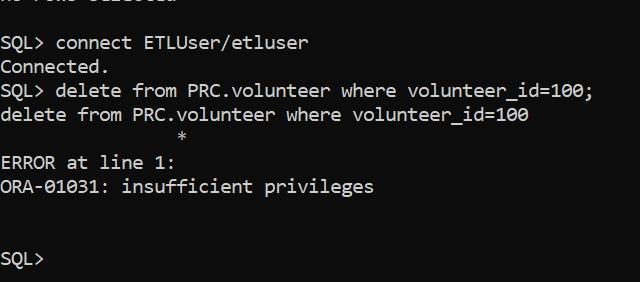 SQL> connect ETLUser/etluser
Connected.
SQL> delete from PRC.volunteer where volunteer_id=100;
delete from PRC.volunteer where volunteer_id=100
*
ERROR at line 1:
ORA-01031: insufficient privileges
SQL>